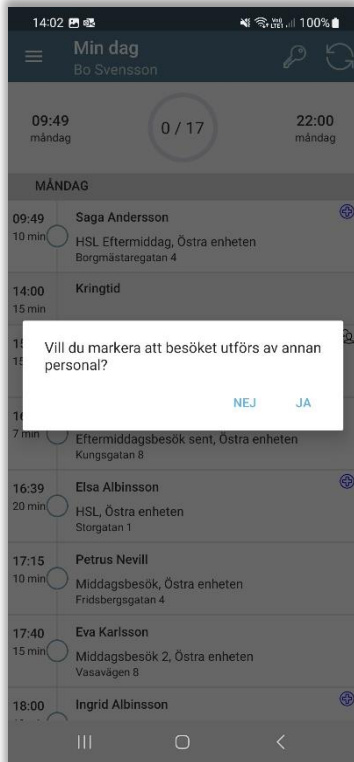 14:02 100%
Min dag
Bo Svensson
09:49 0 / 17 22:00
måndag måndag
MÅNDAG
09:49 Saga Andersson
10 min HSL Eftermiddag, Östra enheten
Borgmästaregatan 4
14:00 Kringtid
15 min
Vill du markera att besöket utförs av annan
personal?
NEJ JA
7 min Eftermiddagsbesök sent, Östra enheten
Kungsgatan 8
16:39 Elsa Albinsson
20 min HSL, Östra enheten
Storgatan 1
17:15 Petrus Nevill
10 min Middagsbesök, Östra enheten
Fridsbergsgatan 4
17:40 Eva Karlsson
15 min Middagsbesök 2, Östra enheten
Vasavägen 8
18:00 Ingrid Albinsson